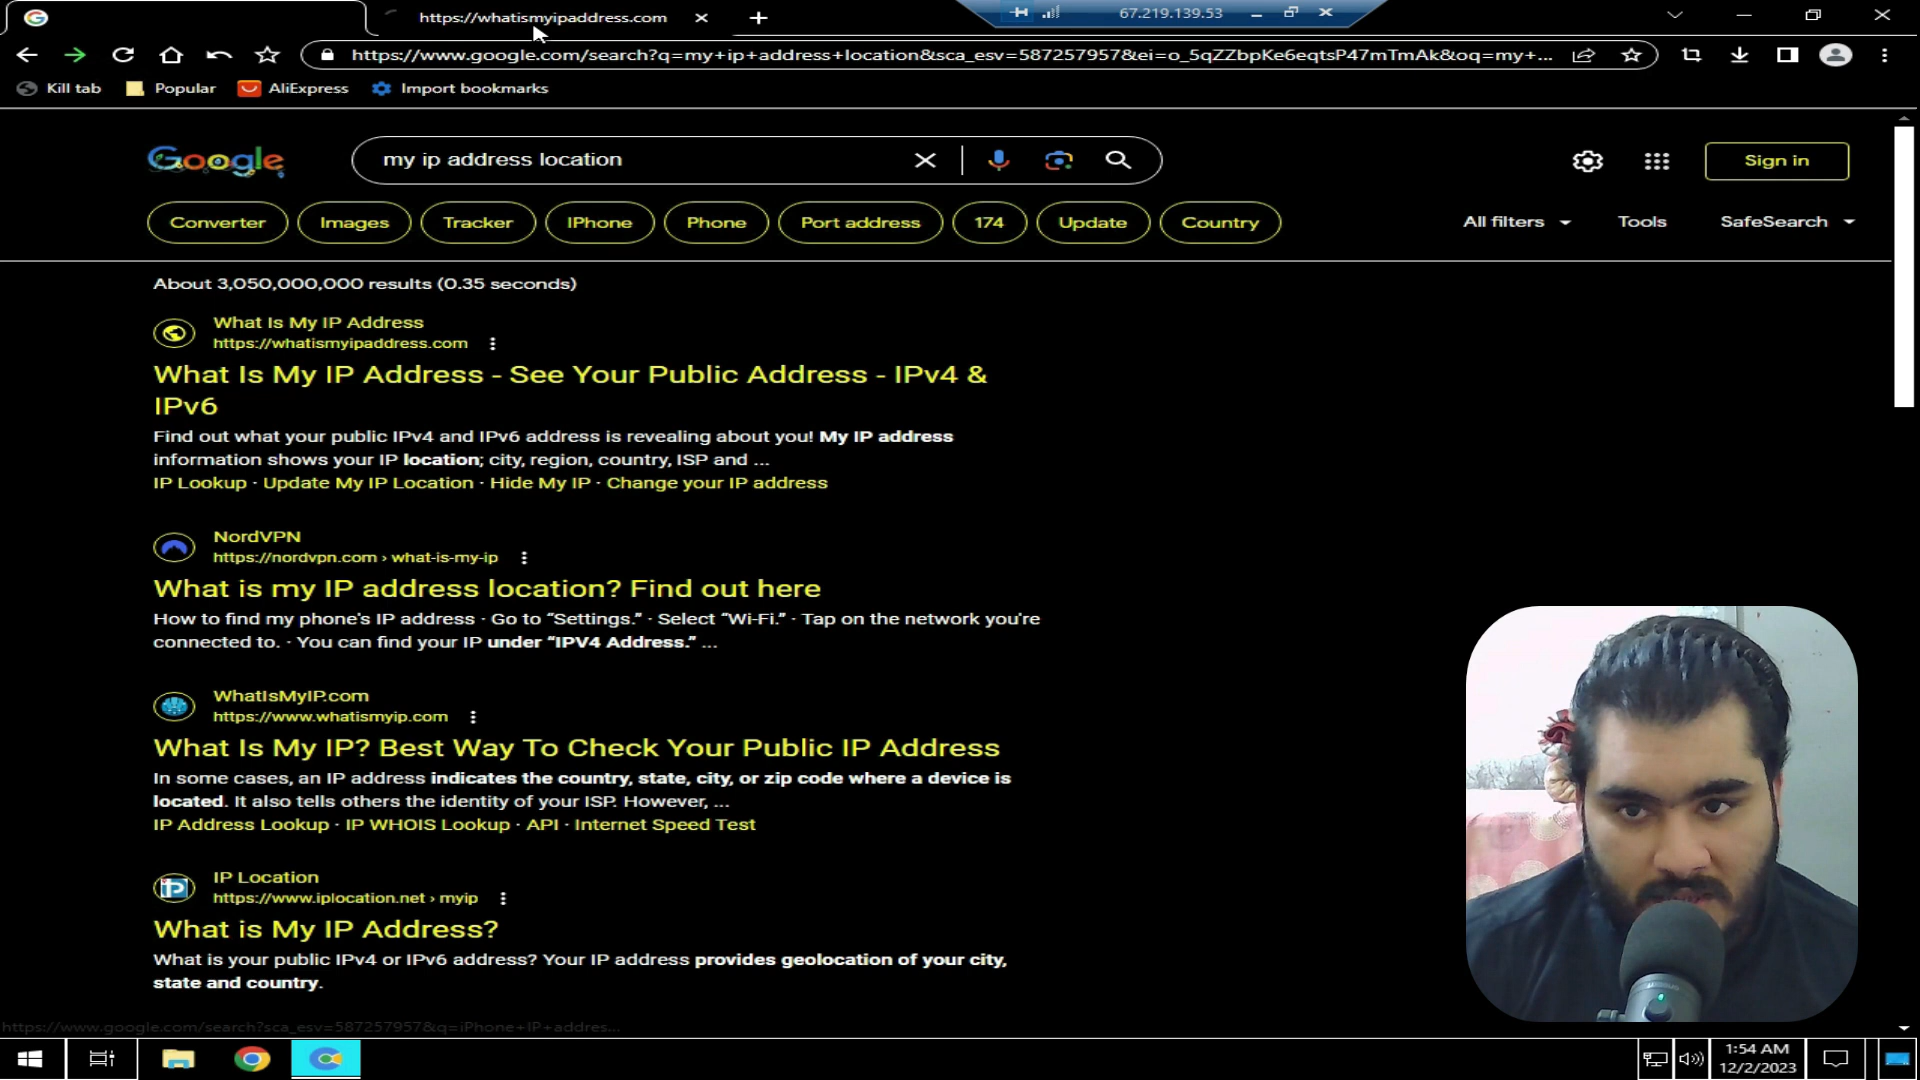 https://whatismyipaddress.com
67.219.139.53
https://www.google.com/search?q=my+ip+address+location&sca_esv=587257957&ei=o_5qZZbpKe6eqtsP47mTmAk&oq=my+...
Kill tab
Popular
AliExpress
Import bookmarks
Google
my ip address location
Sign in
Converter
Images
Tracker
IPhone
Phone
Port address
174
Update
Country
All filters
Tools
SafeSearch
About 3,050,000,000 results (0.35 seconds)
What Is My IP Address
https://whatismyipaddress.com
What Is My IP Address - See Your Public Address - IPv4 &
IPv6
Find out what your public IPv4 and IPv6 address is revealing about you! My IP address
information shows your IP location; city, region, country, ISP and ...
IP Lookup · Update My IP Location · Hide My IP · Change your IP address
NordVPN
https://nordvpn.com › what-is-my-ip
What is my IP address location? Find out here
How to find my phone's IP address · Go to “Settings.” · Select “Wi-Fi.” · Tap on the network you're
connected to. · You can find your IP under “IPV4 Address.” ...
WhatIsMyIP.com
https://www.whatismyip.com
What Is My IP? Best Way To Check Your Public IP Address
In some cases, an IP address indicates the country, state, city, or zip code where a device is
located. It also tells others the identity of your ISP. However, ...
IP Address Lookup · IP WHOIS Lookup · API · Internet Speed Test
IP Location
https://www.iplocation.net › myip
What is My IP Address?
What is your public IPv4 or IPv6 address? Your IP address provides geolocation of your city,
state and country.
https://www.google.com/search?sca_esv=587257957&q=iPhone+IP+addres...
1:54 AM
12/2/2023